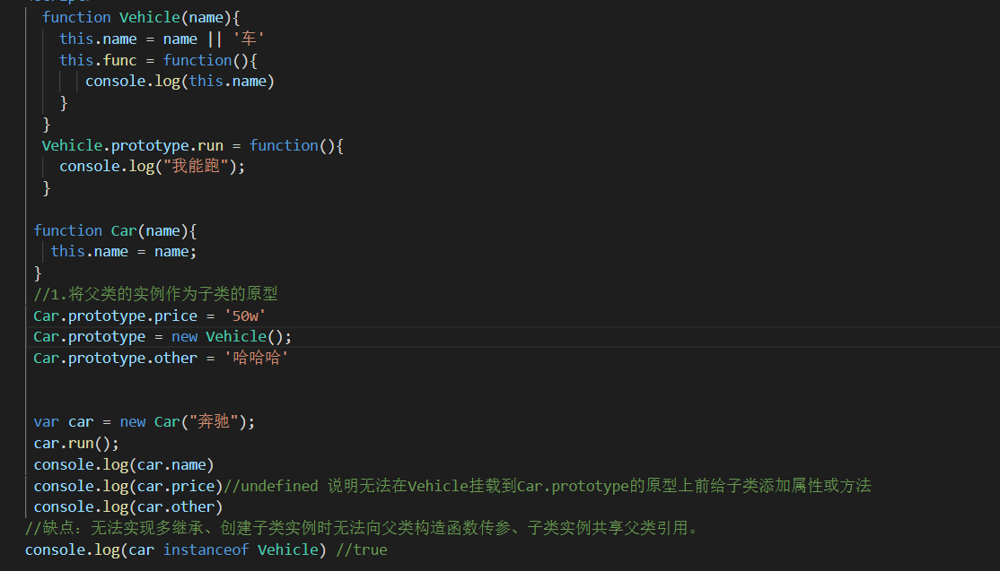 function Vehicle(name){
this.name = name || '车'
this.func = function(){
console.log(this.name)
}
}
Vehicle.prototype.run = function(){
console.log("我能跑");
}
function Car(name){
this.name = name;
}
//1.将父类的实例作为子类的原型
Car.prototype.price = '50w'
Car.prototype = new Vehicle();
Car.prototype.other = '哈哈哈'
var car = new Car("奔驰");
car.run();
console.log(car.name)
console.log(car.price)//undefined 说明无法在Vehicle挂载到Car.prototype的原型上前给子类添加属性或方法
console.log(car.other)
//缺点: 无法实现多继承、创建子类实例时无法向父类构造函数传参、子类实例共享父类引用。
console.log(car instanceof Vehicle) //true